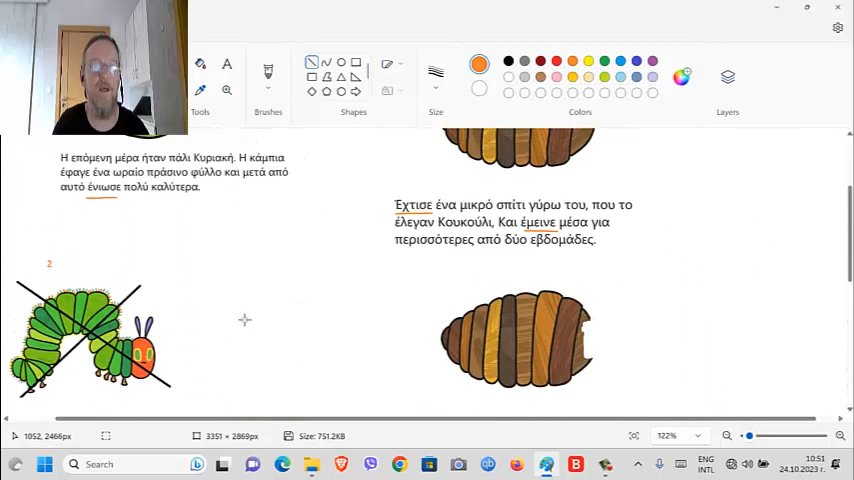 Tools
Brushes
Shapes
Size
Colors
Layers
Η επόμενη μέρα ήταν πάλι Κυριακή. Η κάμπια
έφαγε ένα ωραίο πράσινο φύλλο και μετά από
αυτό ένιωσε πολύ καλύτερα.
Έχτισε ένα μικρό σπίτι γύρω του, που το
έλεγαν Κουκούλι, Και έμεινε μέσα για
περισσότερες από δύο εβδομάδες.
2
1052, 2466px
3351 × 2869px
Size: 751.2KB
122%
Search
ENG
INTL
10:51
24.10.2023 г.